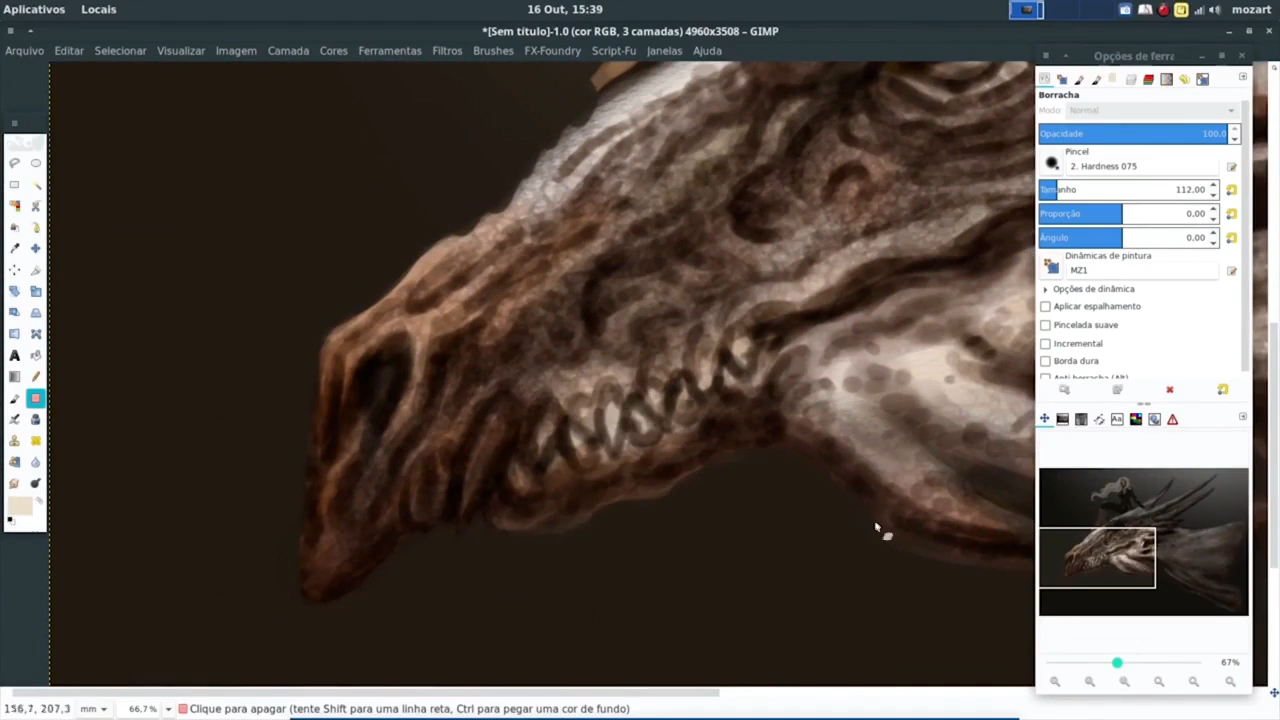 Aplicativos Locais 16 Out, 15:39 mozart
*[Sem título]-1.0 (cor RGB, 3 camadas) 4960x3508 – GIMP
Arquivo Editar Selecionar Visualizar Imagem Camada Cores Ferramentas Filtros Brushes FX-Foundry Script-Fu Janelas Ajuda
Opções de ferra
Borracha
Modo: Normal
Opacidade 100,0
Pincel
2. Hardness 075
Tamanho 112,00
Proporção 0,00
Ângulo 0,00
Dinâmicas de pintura
MZ1
Opções de dinâmica
Aplicar espalhamento
Pincelada suave
Incremental
Borda dura
Anti borracha (Alt)
67%
156,7, 207,3 mm 66,7% Clique para apagar (tente Shift para uma linha reta, Ctrl para pegar uma cor de fundo)